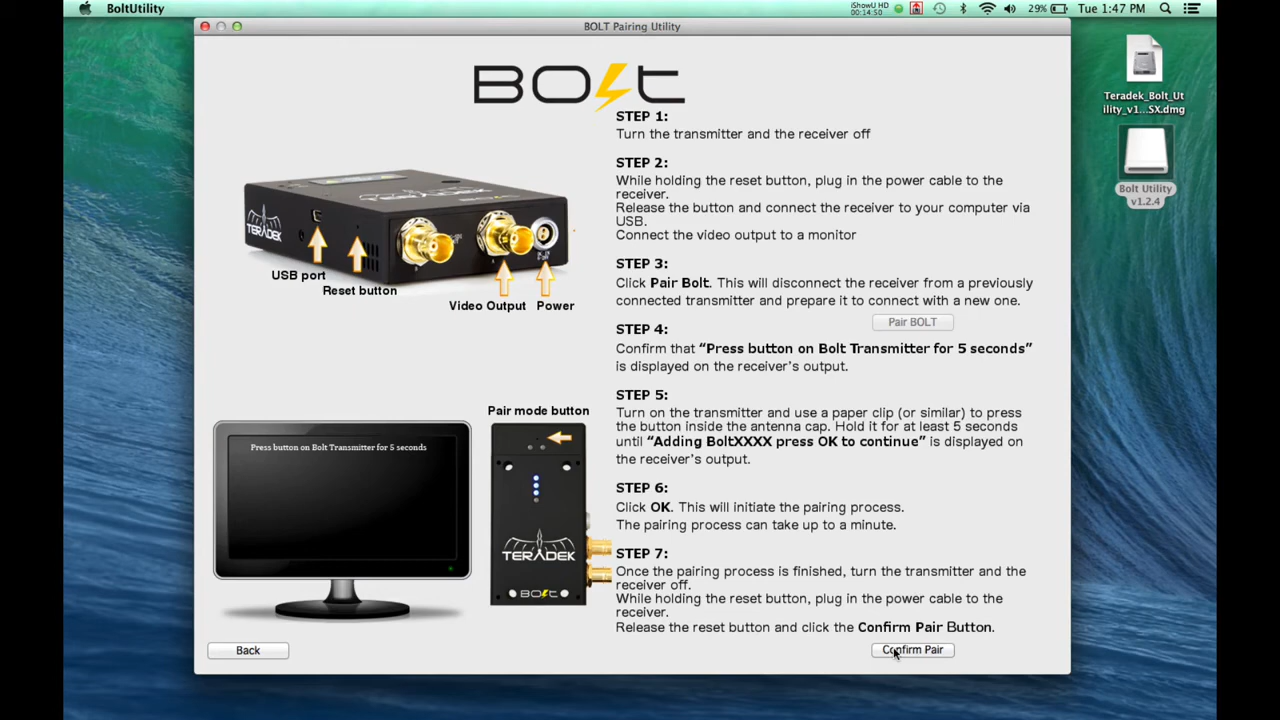 BoltUtility
iShowU HD
00:14:50
29%
Tue 1:47 PM
BOLT Pairing Utility
BOLT
STEP 1:
Turn the transmitter and the receiver off
STEP 2:
While holding the reset button, plug in the power cable to the
receiver.
Release the button and connect the receiver to your computer via
USB.
Connect the video output to a monitor
TERADEK
TERADEK
USB port
Reset button
Video Output
Power
STEP 3:
Click Pair Bolt. This will disconnect the receiver from a previously
connected transmitter and prepare it to connect with a new one.
Pair BOLT
STEP 4:
Confirm that “Press button on Bolt Transmitter for 5 seconds”
is displayed on the receiver’s output.
STEP 5:
Turn on the transmitter and use a paper clip (or similar) to press
the button inside the antenna cap. Hold it for at least 5 seconds
until “Adding BoltXXXX press OK to continue” is displayed on
the receiver’s output.
Pair mode button
Press button on Bolt Transmitter for 5 seconds
TERADEK
BOLT
STEP 6:
Click OK. This will initiate the pairing process.
The pairing process can take up to a minute.
STEP 7:
Once the pairing process is finished, turn the transmitter and the
receiver off.
While holding the reset button, plug in the power cable to the
receiver.
Release the reset button and click the Confirm Pair Button.
Back
Confirm Pair
Teradek_Bolt_Ut
ility_v1...SX.dmg
Bolt Utility
v1.2.4